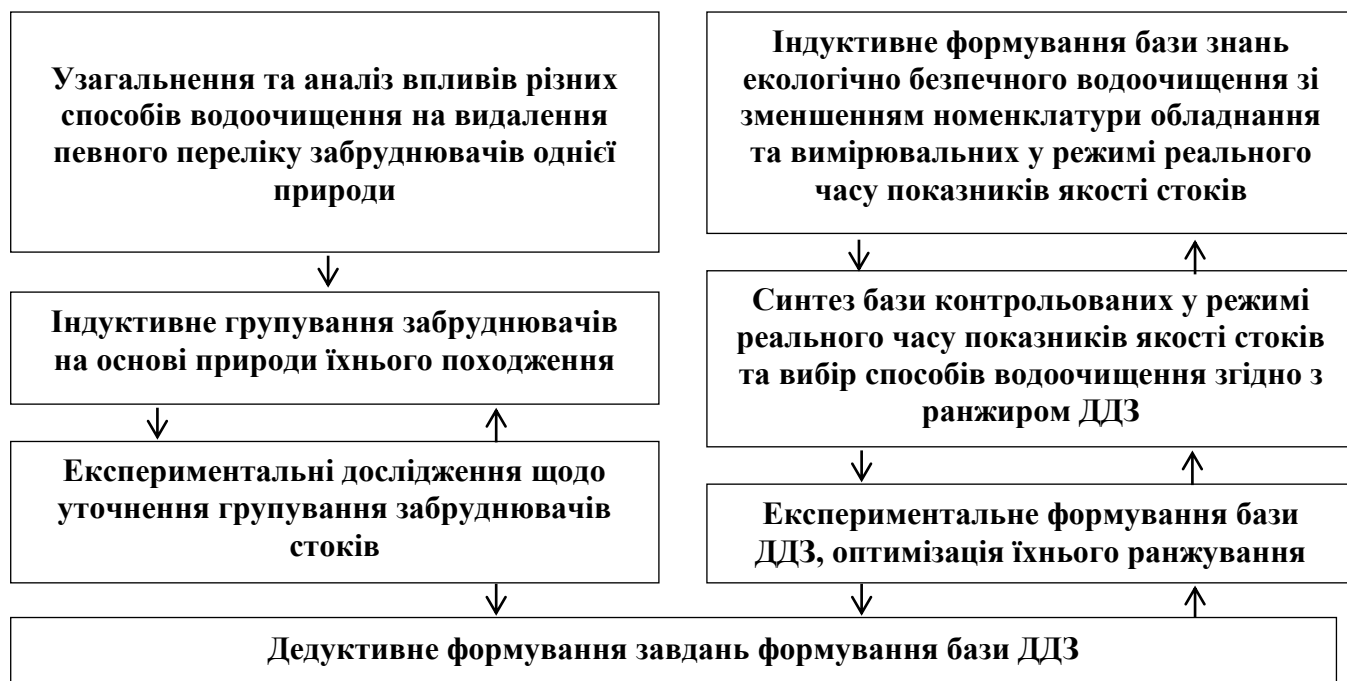 Узагальнення та аналіз впливів різних
способів водоочищення на видалення
певного переліку забруднювачів однієї
природи
Індуктивне групування забруднювачів
на основі природи їхнього походження
Експериментальні дослідження щодо
уточнення групування забруднювачів
стоків
Індуктивне формування бази знань
екологічно безпечного водоочищення зі
зменшенням номенклатури обладнання
та вимірювальних у режимі реального
часу показників якості стоків
Синтез бази контрольованих у режимі
реального часу показників якості стоків
та вибір способів водоочищення згідно з
ранжиром ДДЗ
Експериментальне формування бази
ДДЗ, оптимізація їхнього ранжування
Дедуктивне формування завдань формування бази ДДЗ